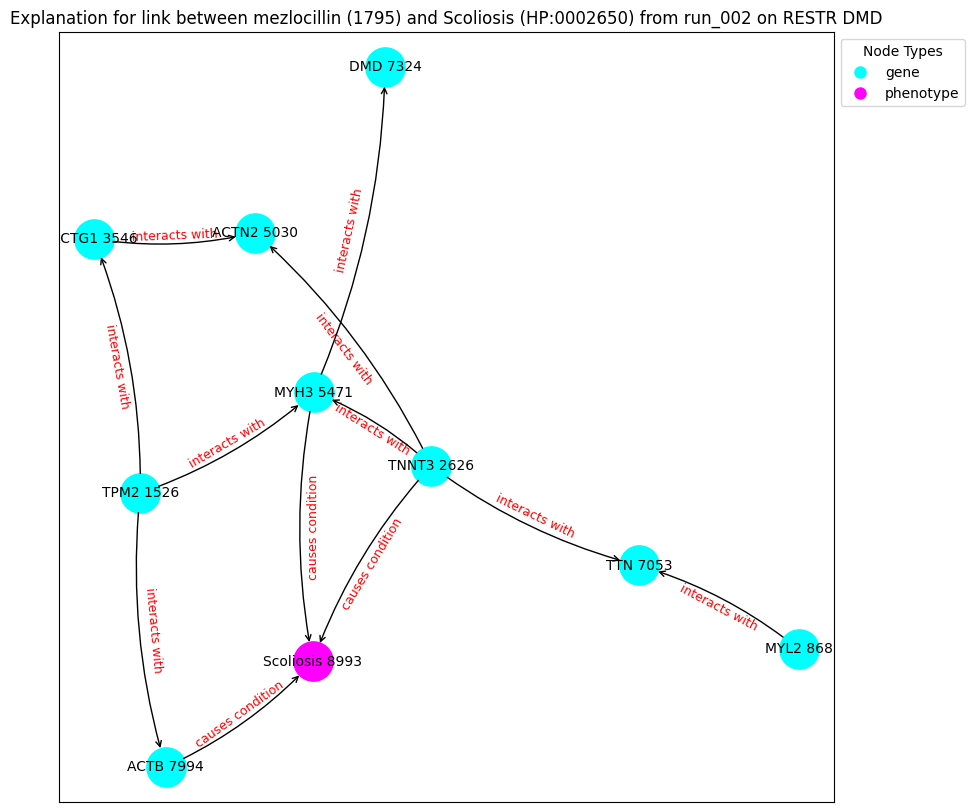 Explanation for link between mezlocillin (1795) and Scoliosis (HP:0002650) from run_002 on RESTR DMD
Node Types
gene
phenotype
DMD 7324
interacts with
CTG1 3546
interacts with
ACTN2 5030
interacts with
interacts with
MYH3 5471
interacts with
interacts with
TNNT3 2626
TPM2 1526
causes condition
interacts with
causes condition
TTN 7053
interacts with
interacts with
MYL2 868
Scoliosis 8993
causes condition
ACTB 7994